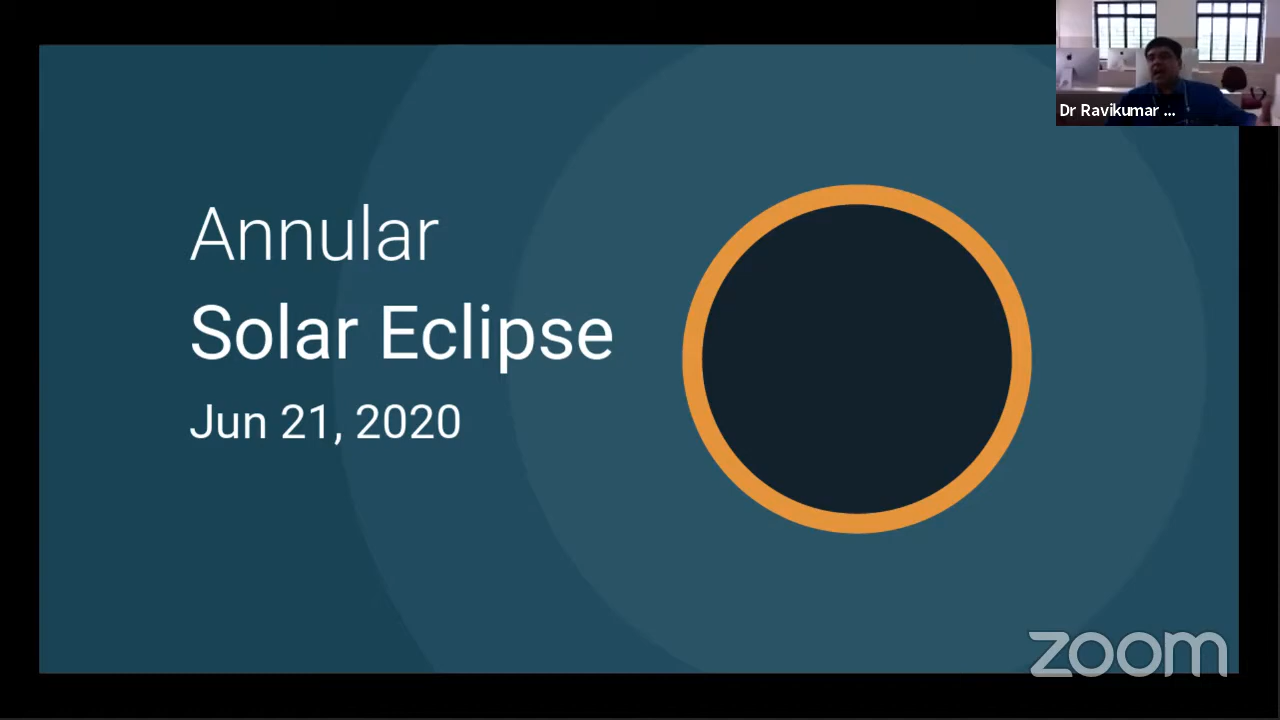 Annular
Solar Eclipse
Jun 21, 2020
Dr Ravikumar ...
zoom